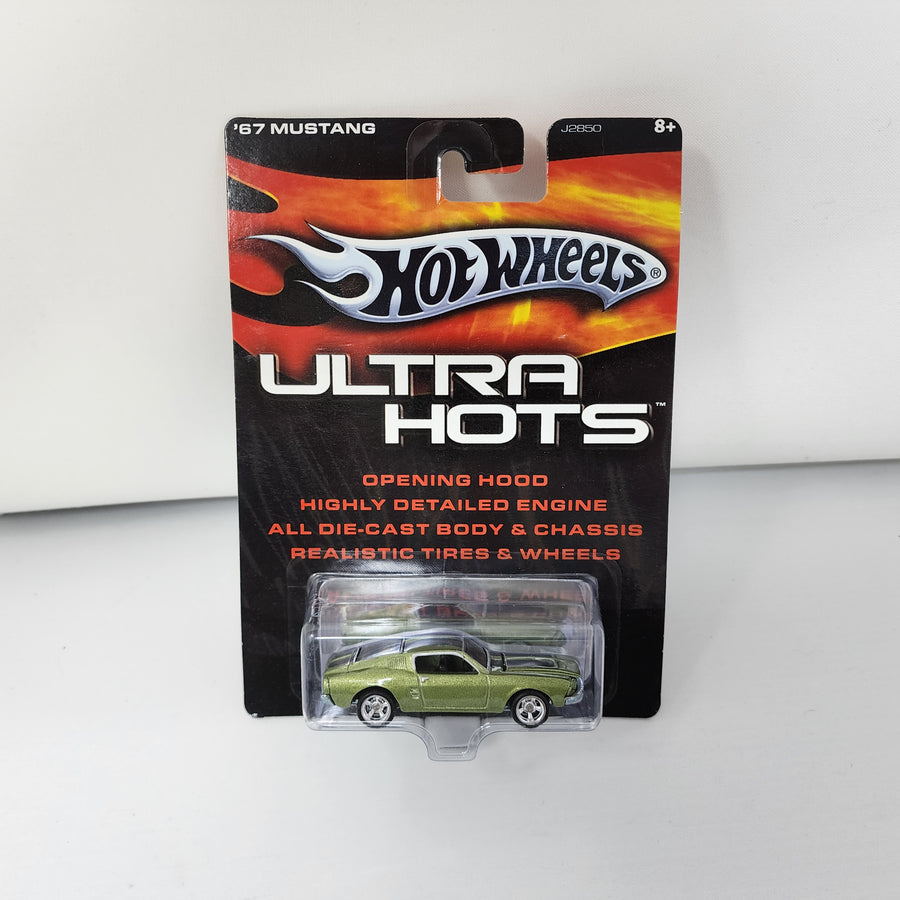 '67 MUSTANG
J2850
8+
HOT WHEELS®
ULTRA
HOTS™
OPENING HOOD
HIGHLY DETAILED ENGINE
ALL DIE-CAST BODY & CHASSIS
REALISTIC TIRES & WHEELS